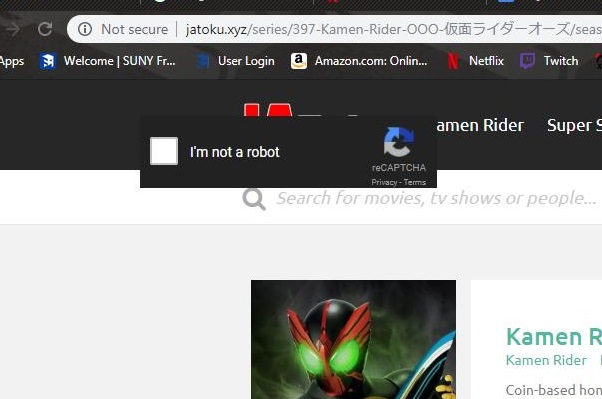 Not secure | jatoku.xyz/series/397-Kamen-Rider-OOO-仮面ライダーオーズ/seas
Apps Welcome | SUNY Fr... User Login Amazon.com: Onlin... Netflix Twitch
amen Rider Super S
I'm not a robot
reCAPTCHA
Privacy - Terms
Search for movies, tv shows or people...
Kamen R
Kamen Rider
Coin-based hom